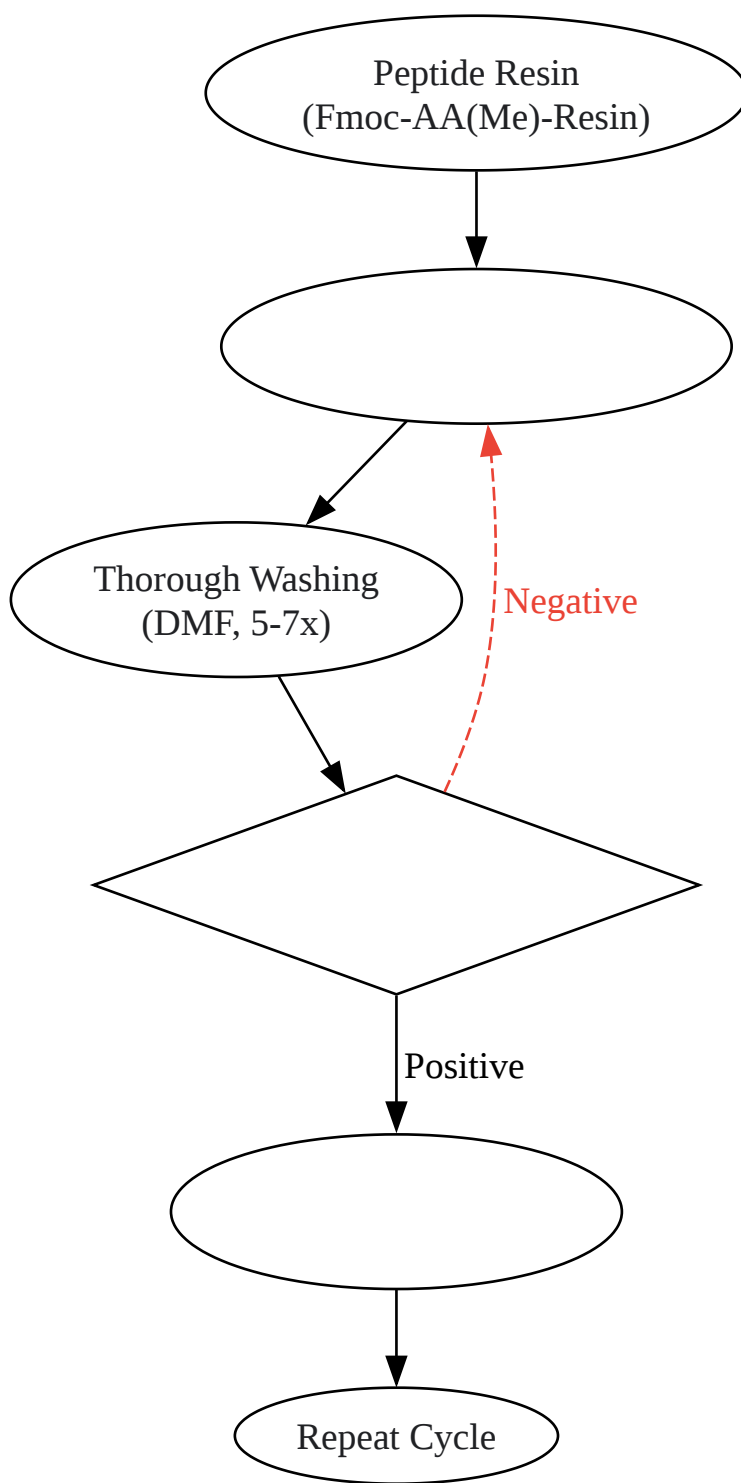 Peptide Resin
(Fmoc-AA(Me)-Resin)
Thorough Washing
(DMF, 5-7x)
Negative
Positive
Repeat Cycle